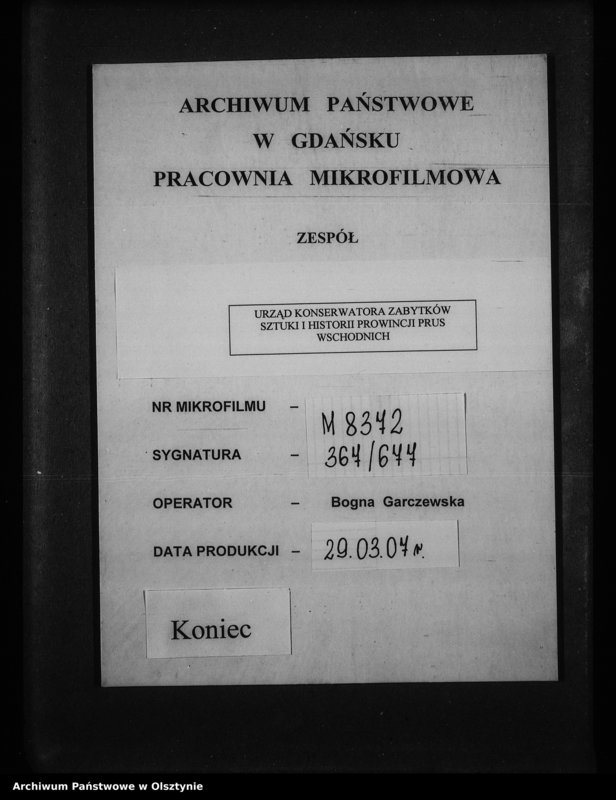 ARCHIWUM PAŃSTWOWE
W GDAŃSKU
PRACOWNIA MIKROFILMOWA
ZESPÓŁ
URZĄD KONSERWATORA ZABYTKÓW
SZTUKI I HISTORII PROWINCJI PRUS
WSCHODNICH
NR MIKROFILMU – M 8372
SYGNATURA – 367/677
OPERATOR – Bogna Garczewska
DATA PRODUKCJI – 29.03.07 r.
Koniec
Archiwum Państwowe w Olsztynie